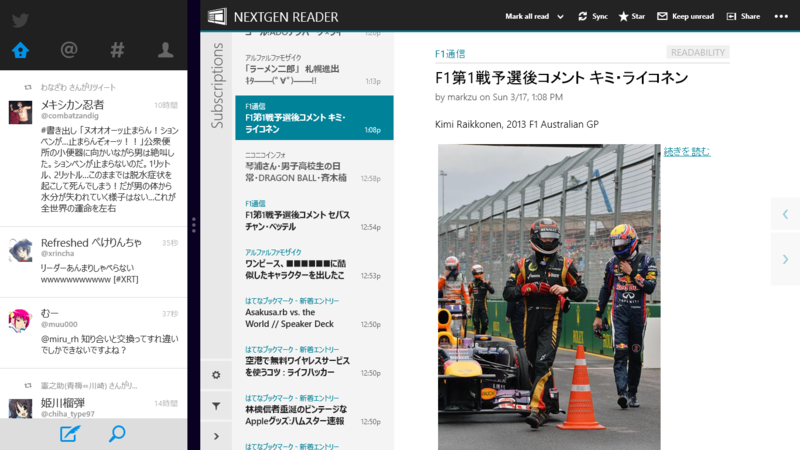 わなざわ さんがリツイート
メキシカン忍者
10時間
@combatzandig
#書き出し「ヌオオオーッ止まらん！ション
ベンが...止まらんぞォーッ！！」公衆便
所の小便器に向かいながら男は絶叫し
た。ションベンが止まらないのだ。1リット
ル、2リットル...このままでは脱水症状を
起こして死んでしまう！だが男の体から
水分が失われていく様子はない...これが
全世界の運命を左右
Refreshed ぺけりんちゃ
35秒
@xrincha
リーダーあんまりしゃべらない
wwwwwwwwwwww [#XRT]
むー
37秒
@muu000
@miru_rh 知り合いと交換ってすれ違い
でしかできないですよね？
憲之助(青梅=川崎) さんがリ...
姫川榴弾
14時間
@chiha_type97
NEXTGEN READER
Mark all read
Sync
Star
Keep unread
Share
Subscriptions
1:20p
アルファルファモザイク
「ラーメン二郎」 札幌進出
ｷﾀ━━(ﾟ∀ﾟ)━━!!
1:13p
F1通信
F1第1戦予選後コメント キミ・
ライコネン
1:08p
ニコニコインフォ
琴浦さん・男子高校生の日
常・DRAGON BALL・斉木楠
12:58p
F1通信
F1第1戦予選後コメント セバス
チャン・ベッテル
12:54p
アルファルファモザイク
ワンピース、■■■■■■に酷
似したキャラクターを出したこ
12:53p
はてなブックマーク - 新着エントリー
Asakusa.rb vs. the
World // Speaker Deck
12:50p
はてなブックマーク - 新着エントリー
空港で無料ワイヤレスサービス
を使うコツ : ライフハッカー
12:50p
はてなブックマーク - 新着エントリー
林檎信者垂涎のビンテージな
Appleグッズ:ハムスター速報
12:50p
はてなブックマーク - 新着エントリー
F1通信
READABILITY
F1第1戦予選後コメント キミ・ライコネン
by markzu on Sun 3/17, 1:08 PM
Kimi Raikkonen, 2013 F1 Australian GP
続きを読む